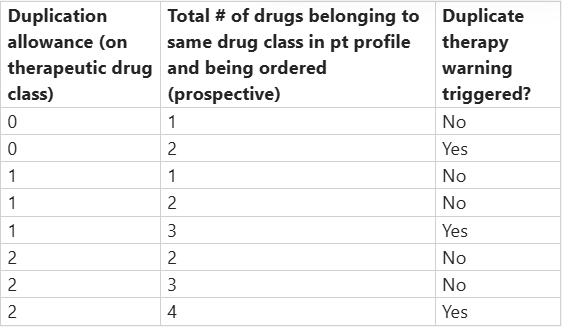 Duplication allowance (on therapeutic drug class) Total # of drugs belonging to same drug class in pt profile and being ordered (prospective) Duplicate therapy warning triggered?
0 1 No
0 2 Yes
1 1 No
1 2 No
1 3 Yes
2 2 No
2 3 No
2 4 Yes